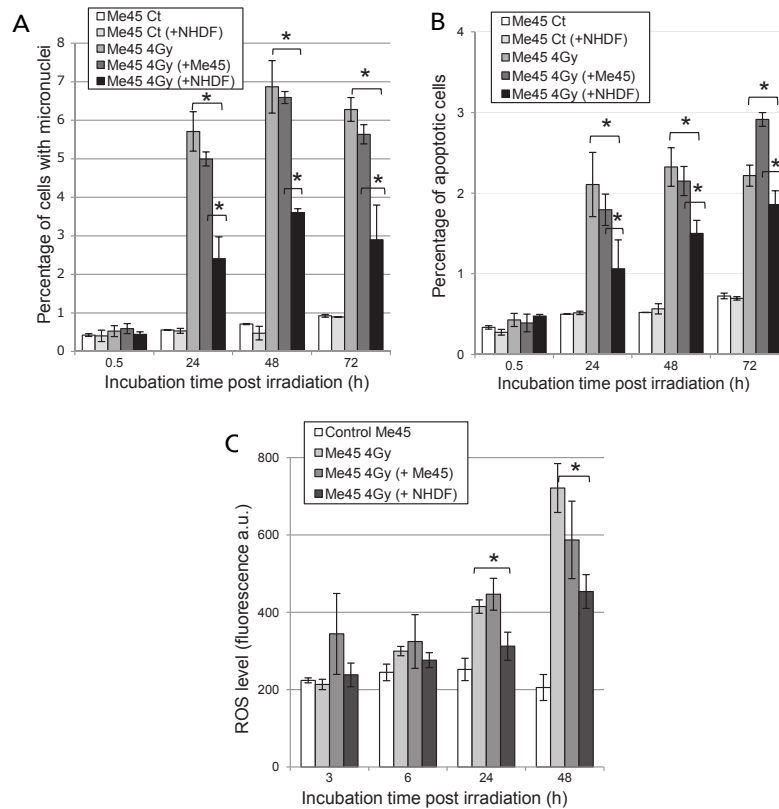 A
Me45 Ct
Me45 Ct (+NHDF)
Me45 4Gy
Me45 4Gy (+Me45)
Me45 4Gy (+NHDF)
Percentage of cells with micronuclei
8
7
6
5
4
3
2
1
0
* * *
* * *
0.5 24 48 72
Incubation time post irradiation (h)
B
Me45 Ct
Me45 Ct (+NHDF)
Me45 4Gy
Me45 4Gy (+Me45)
Me45 4Gy (+NHDF)
Percentage of apoptotic cells
4
3
2
1
0
* * *
* * *
0.5 24 48 72
Incubation time post irradiation (h)
C
Control Me45
Me45 4Gy
Me45 4Gy (+ Me45)
Me45 4Gy (+ NHDF)
ROS level (fluorescence a.u.)
800
600
400
200
0
* *
3 6 24 48
Incubation time post irradiation (h)